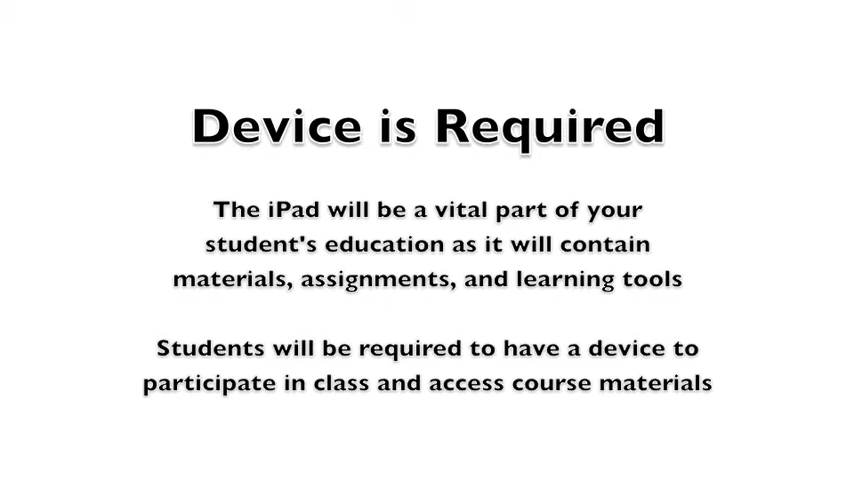 Device is Required
The iPad will be a vital part of your
student's education as it will contain
materials, assignments, and learning tools
Students will be required to have a device to
participate in class and access course materials